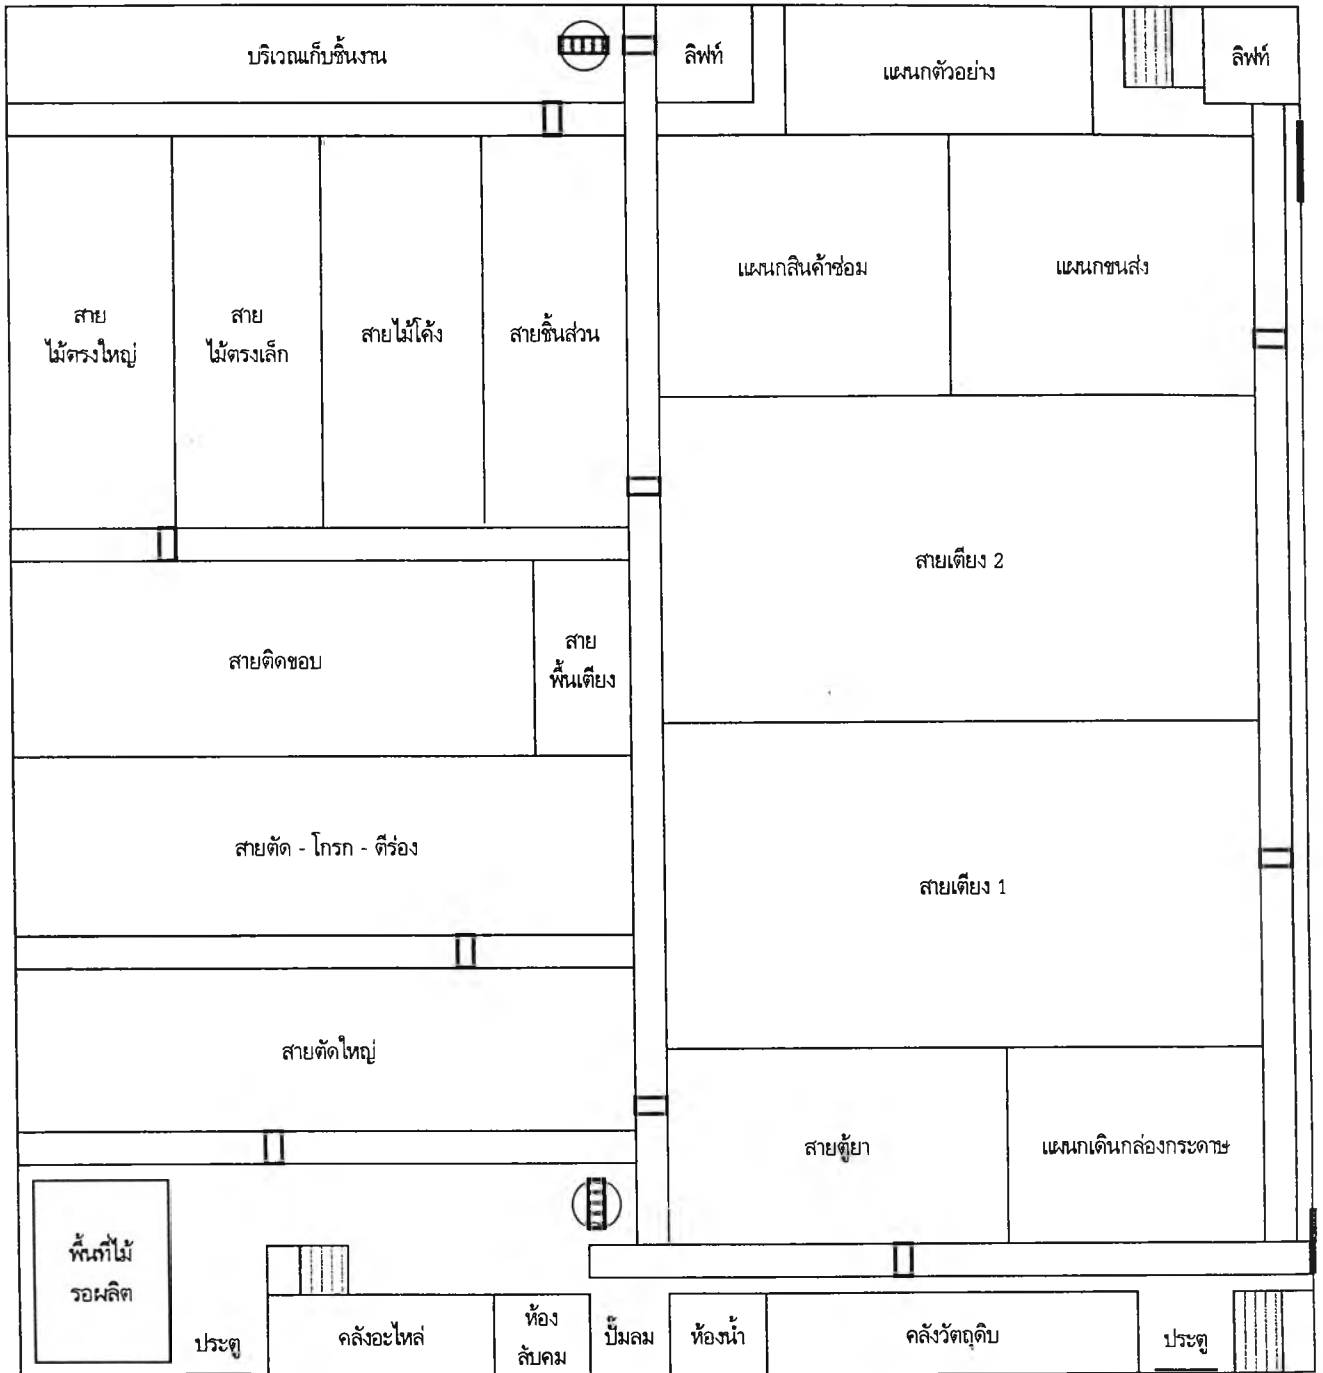 บริเวณเก็บชิ้นงาน
ลิฟท์
แผนกตัวอย่าง
ลิฟท์
แผนกสินค้าซ่อม
แผนกขนส่ง
สาย
ไม้ตรงใหญ่
สาย
ไม้ตรงเล็ก
สายไม้โค้ง
สายชิ้นส่วน
สายเตียง 2
สายติดขอบ
สาย
พื้นเตียง
สายตัด - โกรก - ตีร่อง
สายเตียง 1
สายตัดใหญ่
สายตู้ยา
แผนกเดินกล่องกระดาษ
พื้นที่ไม้
รอผลิต
ประตู
คลังอะไหล่
ห้อง
ลับคม
ปั๊มลม
ห้องน้ำ
คลังวัตถุดิบ
ประตู